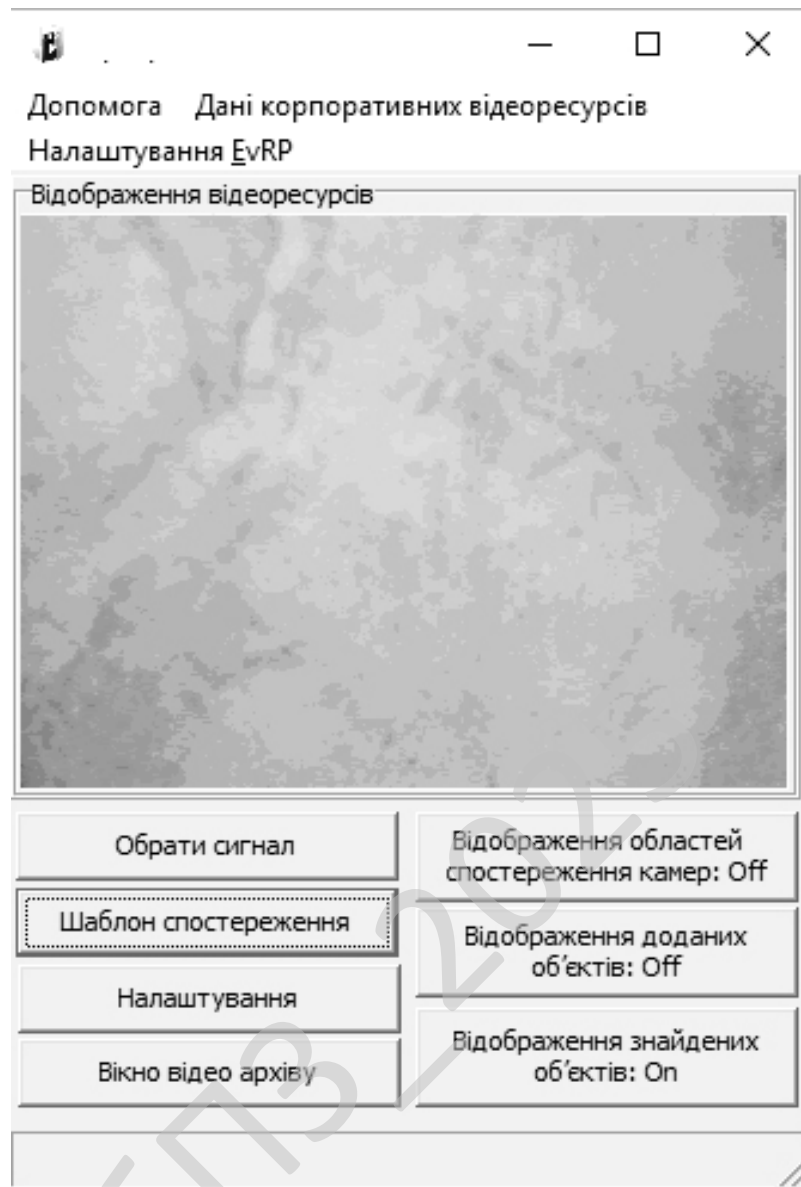 Допомога Дані корпоративних відеоресурсів
Налаштування EvRP
Відображення відеоресурсів
Обрати сигнал
Шаблон спостереження
Налаштування
Вікно відео архіву
Відображення областей
спостереження камер: Off
Відображення доданих
об'єктів: Off
Відображення знайдених
об'єктів: On